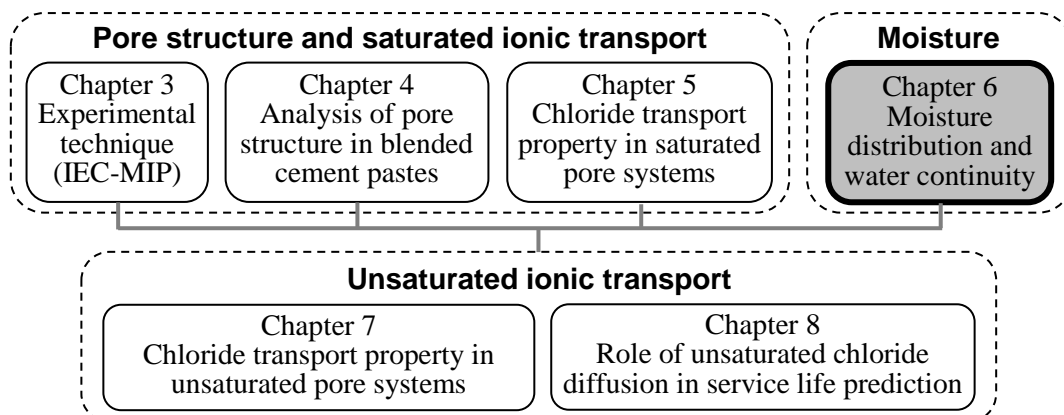 Pore structure and saturated ionic transport
Chapter 3
Experimental
technique
(IEC-MIP)
Chapter 4
Analysis of pore
structure in blended
cement pastes
Chapter 5
Chloride transport
property in saturated
pore systems
Moisture
Chapter 6
Moisture
distribution and
water continuity
Unsaturated ionic transport
Chapter 7
Chloride transport property in
unsaturated pore systems
Chapter 8
Role of unsaturated chloride
diffusion in service life prediction